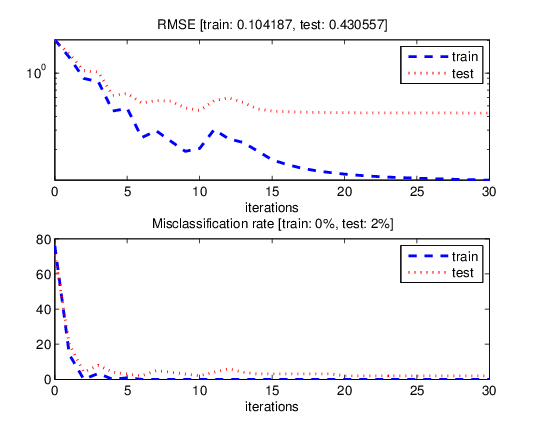 RMSE [train: 0.104187, test: 0.430557]
10^0
train
test
0 5 10 15 20 25 30
iterations
Misclassification rate [train: 0%, test: 2%]
80
60
40
20
0
train
test
0 5 10 15 20 25 30
iterations